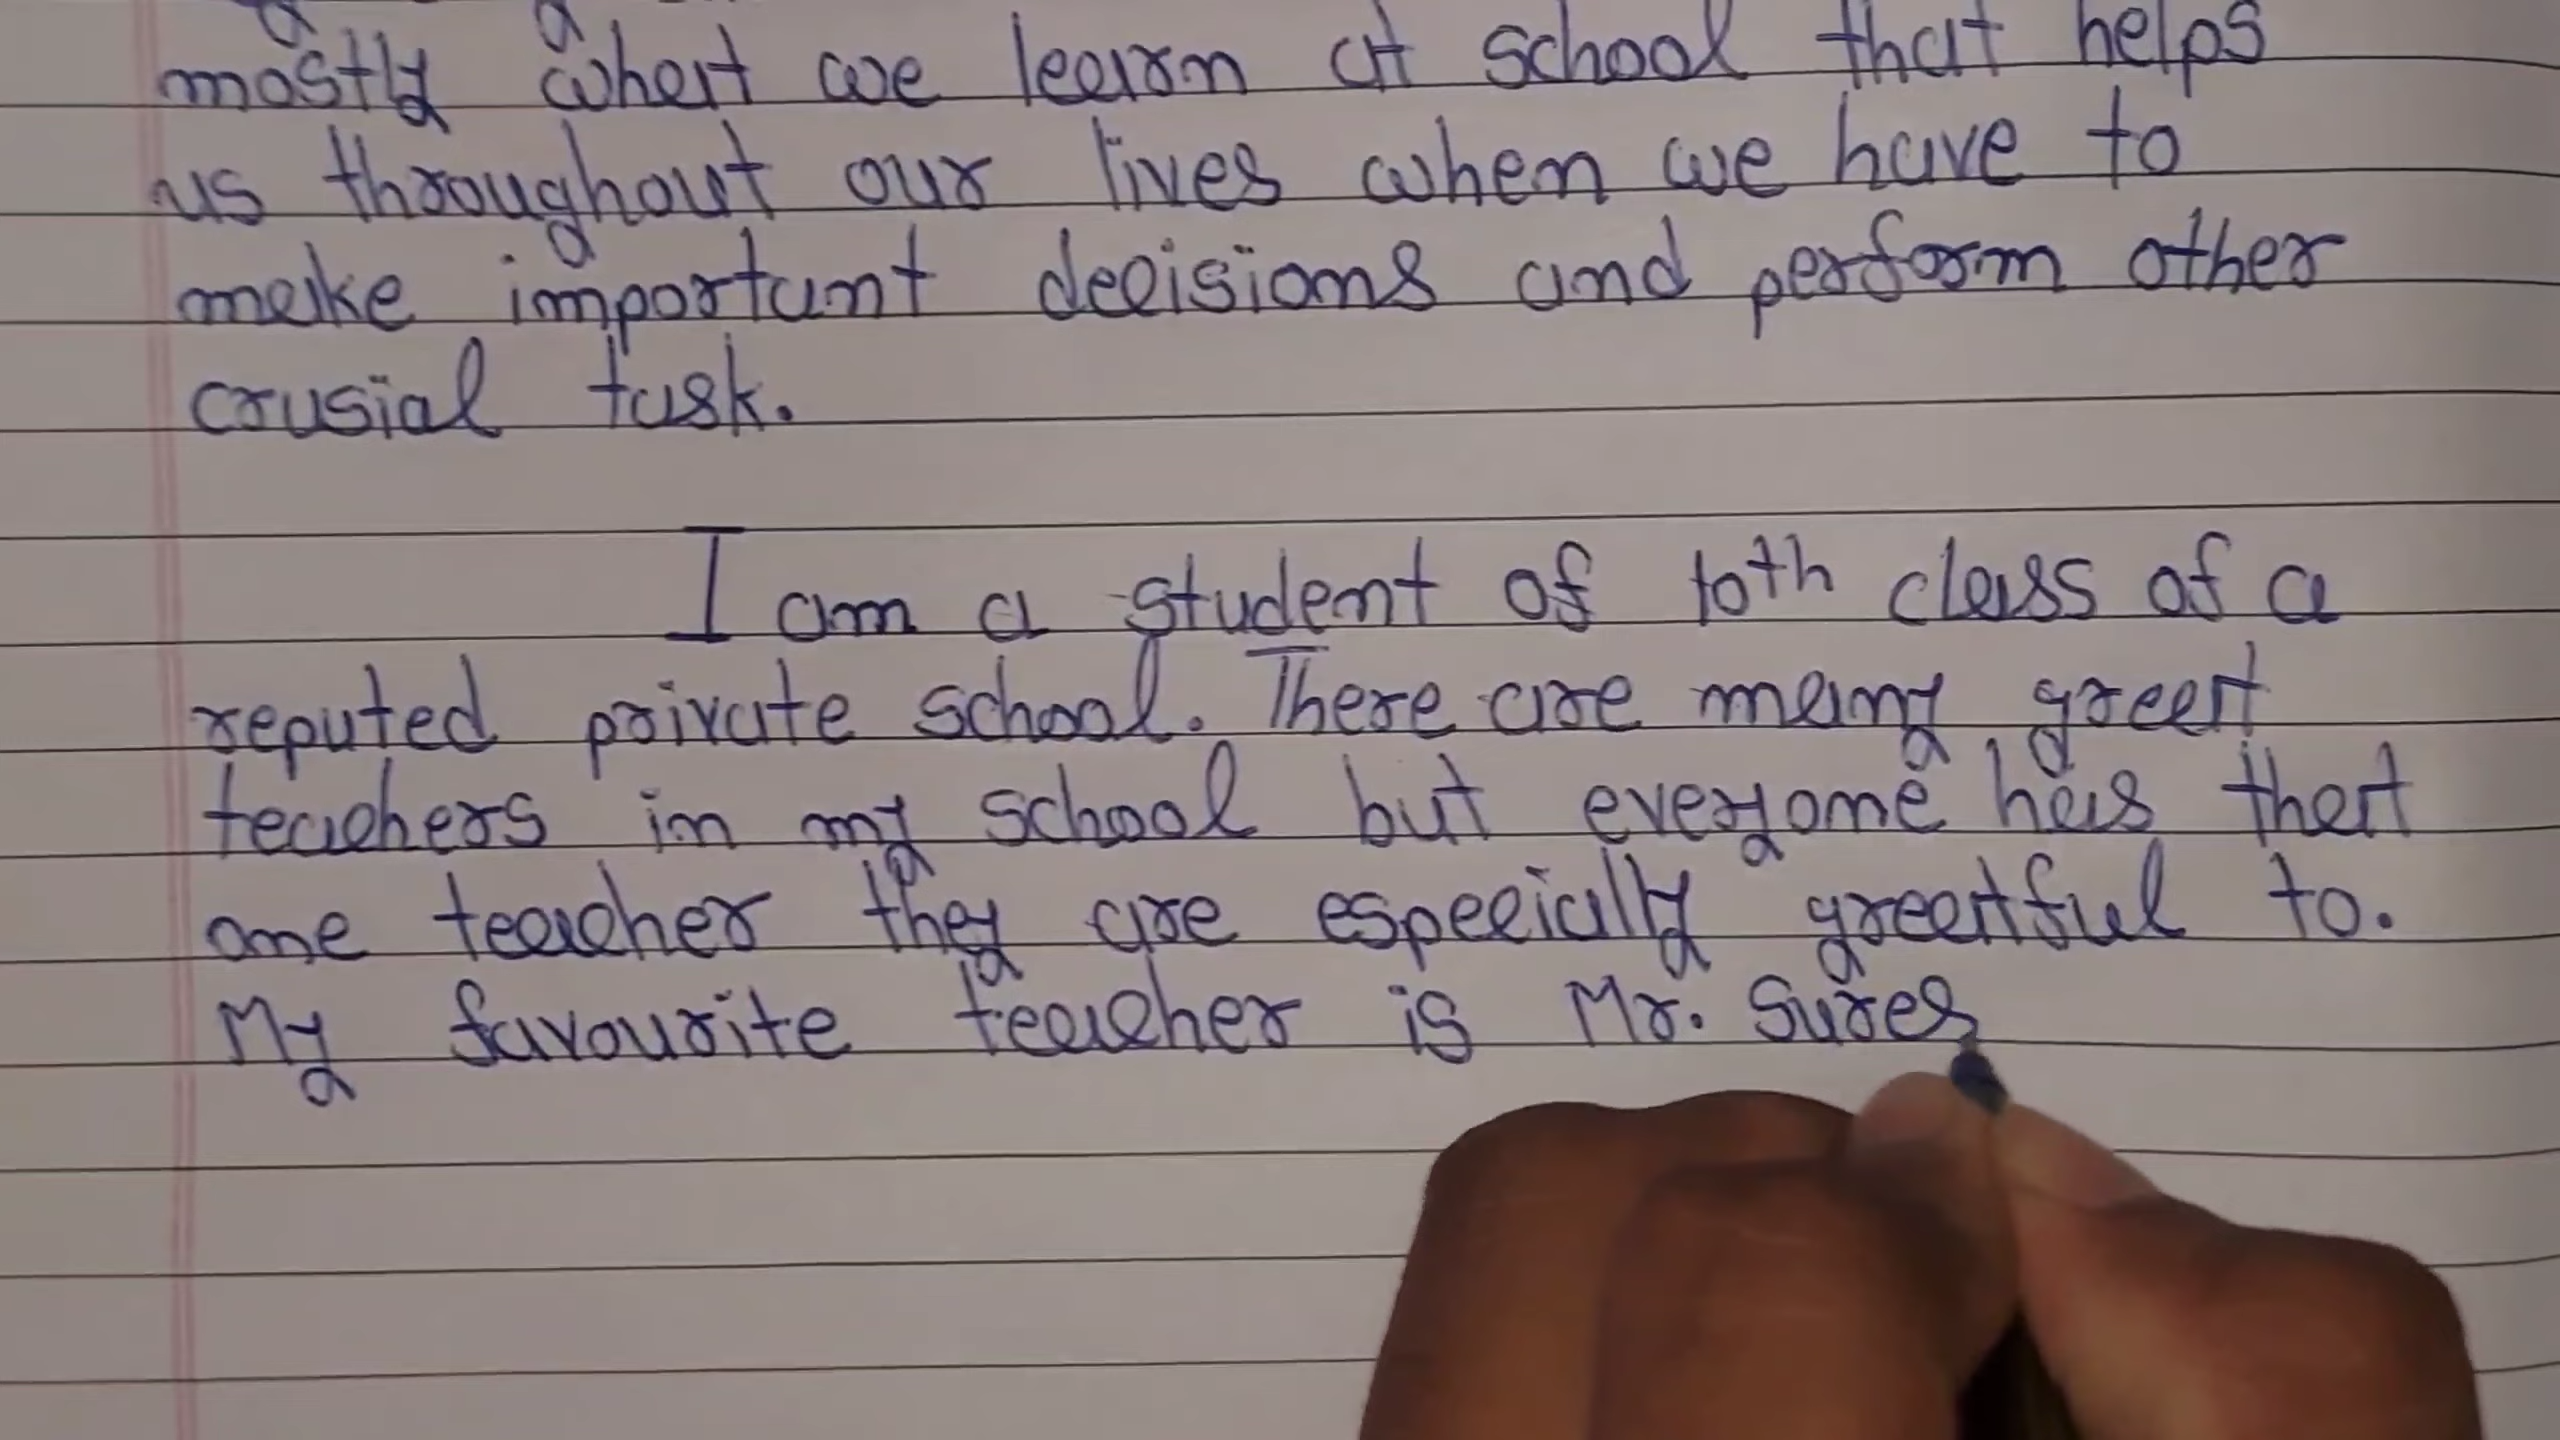 mostly what we learn at school that helps
us throughout our lives when we have to
make important decisions and perform other
crusial task.
I am a student of 10th class of a
reputed private school. There are many great
teachers in my school but everyone has that
one teacher they are especially greatful to.
My favourite teacher is Mr. Sures